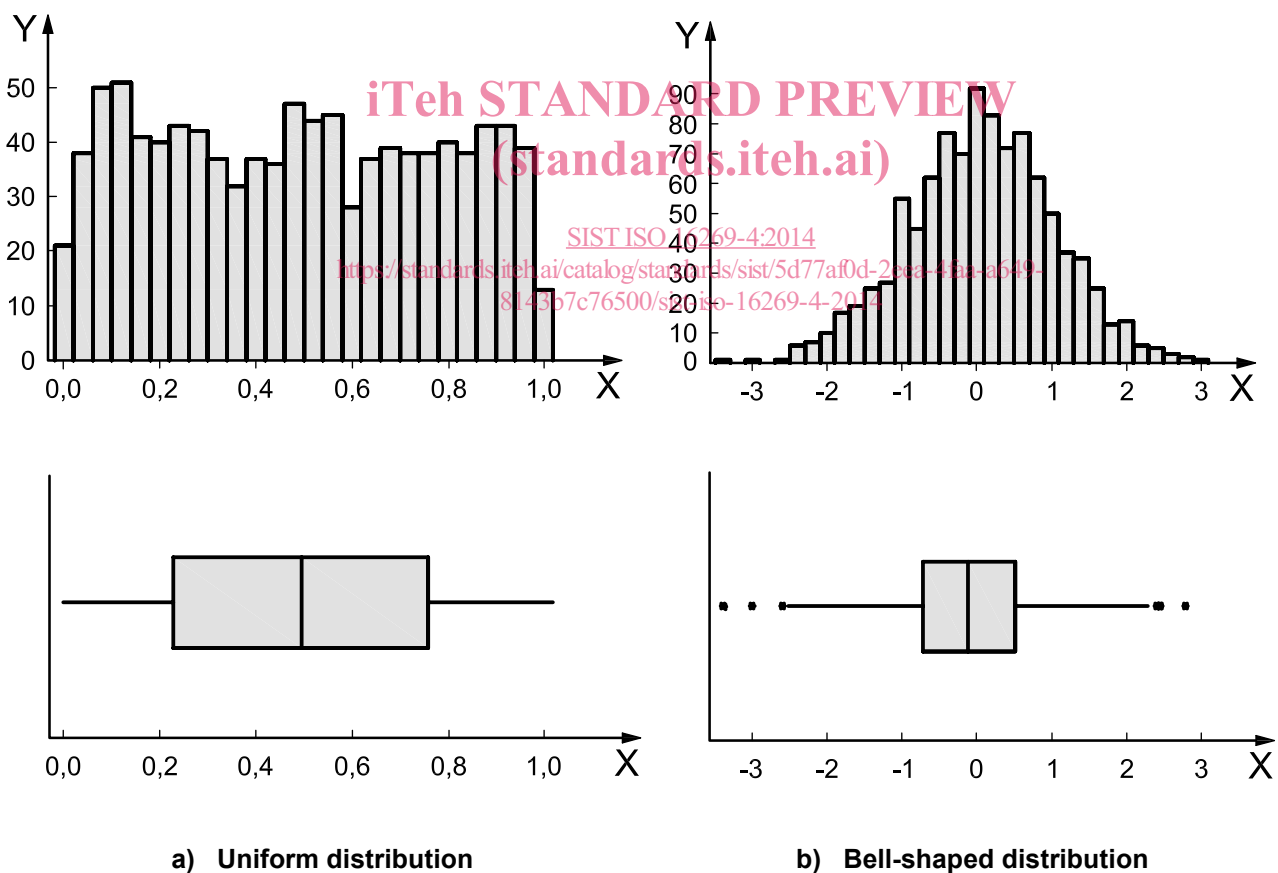 Y
50
40
30
20
10
0
0,0 0,2 0,4 0,6 0,8 1,0 X
Y
90
80
70
60
50
40
30
20
10
0
-3 -2 -1 0 1 2 3 X
iTeh STANDARD PREVIEW
(standards.iteh.ai)
SIST ISO 16269-4:2014
https://standards.iteh.ai/catalog/standards/sist/5d77af0d-2eea-4faa-a649-
8143b7c76500/sist-iso-16269-4-2014
0,0 0,2 0,4 0,6 0,8 1,0 X
-3 -2 -1 0 1 2 3 X
a) Uniform distribution
b) Bell-shaped distribution